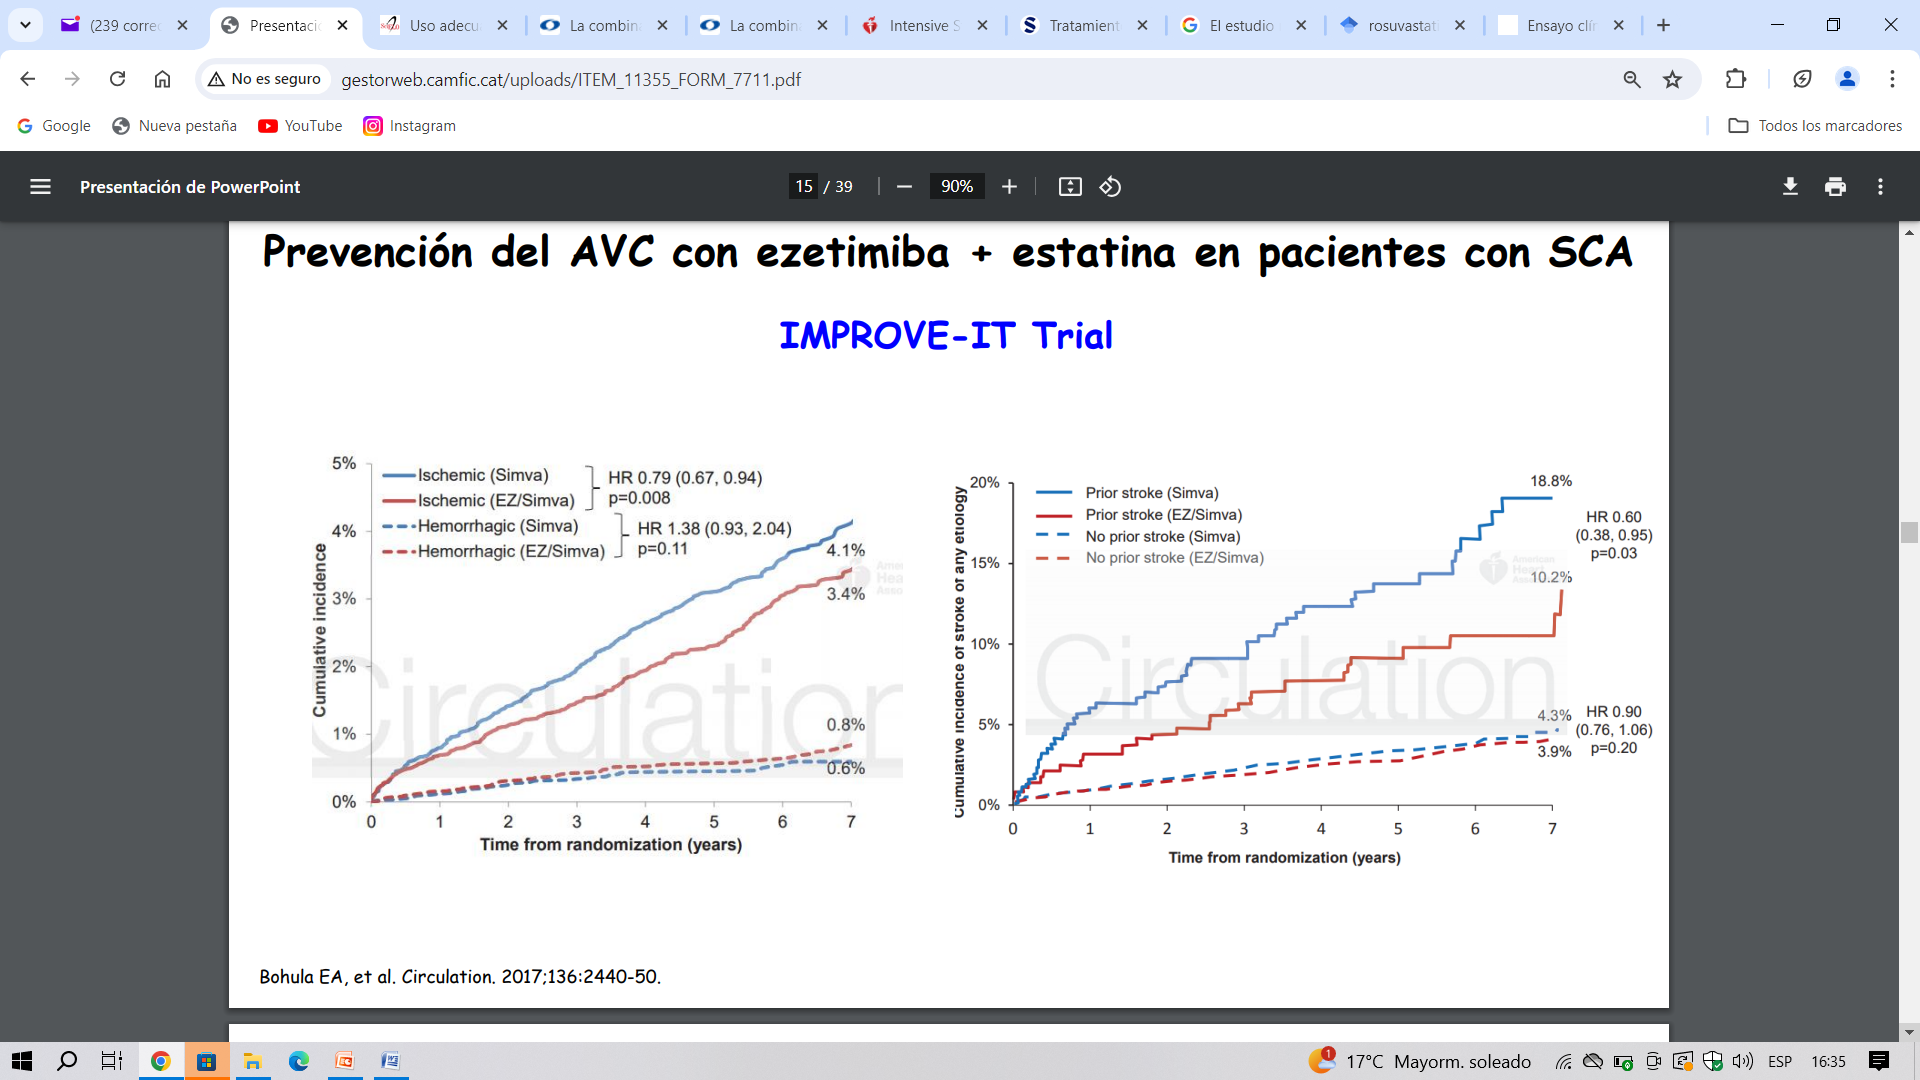 (239 correc
Presentaci
Uso adecu
La combin
La combin
Intensive S
Tratamient
El estudio
rosuvastat
Ensayo clí
No es seguro
gestorweb.camfic.cat/uploads/ITEM_11355_FORM_7711.pdf
Google
Nueva pestaña
YouTube
Instagram
Todos los marcadores
Presentación de PowerPoint
15 / 39
90%
Prevención del AVC con ezetimiba + estatina en pacientes con SCA
IMPROVE-IT Trial
5%
4%
3%
2%
1%
0%
Cumulative incidence
Ischemic (Simva)
Ischemic (EZ/Simva)
HR 0.79 (0.67, 0.94)
p=0.008
Hemorrhagic (Simva)
Hemorrhagic (EZ/Simva)
HR 1.38 (0.93, 2.04)
p=0.11
4.1%
3.4%
0.8%
0.6%
Circulation
0 1 2 3 4 5 6 7
Time from randomization (years)
20%
15%
10%
5%
0%
Cumulative incidence of stroke of any etiology
Prior stroke (Simva)
Prior stroke (EZ/Simva)
No prior stroke (Simva)
No prior stroke (EZ/Simva)
18.8%
HR 0.60
(0.38, 0.95)
p=0.03
American
Heart
10.2%
4.3%
HR 0.90
(0.76, 1.06)
p=0.20
3.9%
Circulation
0 1 2 3 4 5 6 7
Time from randomization (years)
Bohula EA, et al. Circulation. 2017;136:2440-50.
1
17°C Mayorm. soleado
ESP
16:35